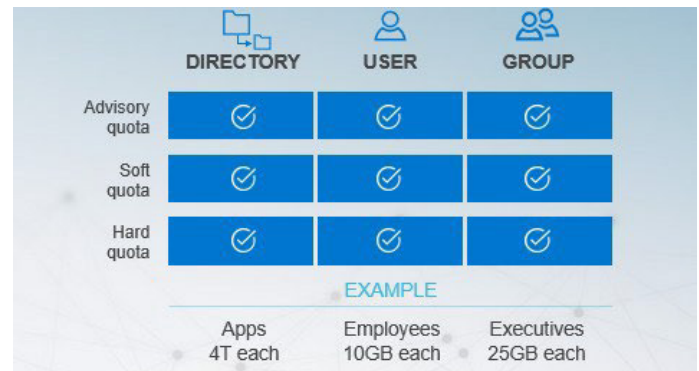 DIRECTORY USER GROUP
Advisory
quota
Soft
quota
Hard
quota
EXAMPLE
Apps Employees Executives
4T each 10GB each 25GB each